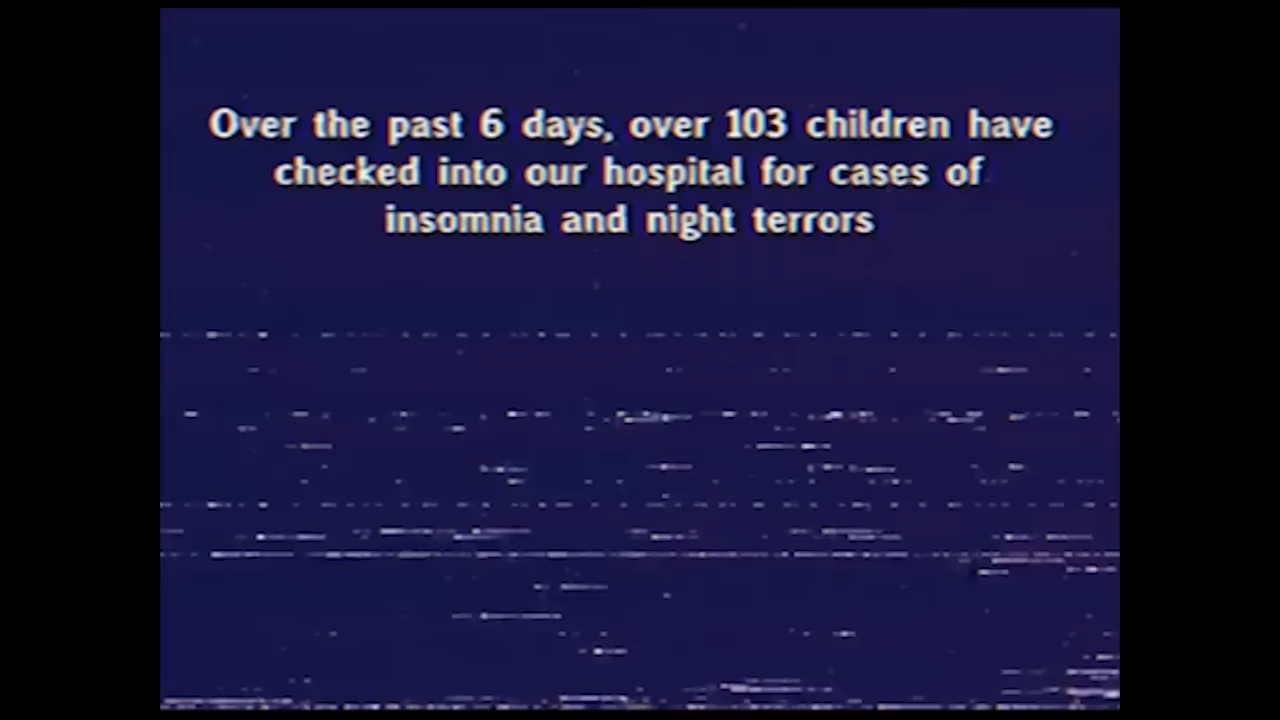 Over the past 6 days, over 103 children have
checked into our hospital for cases of
insomnia and night terrors